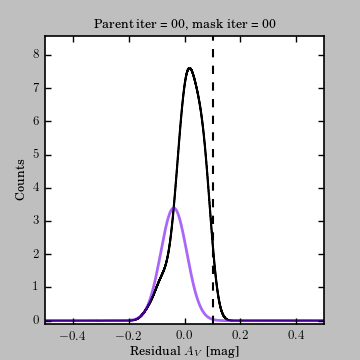 Parent iter = 00, mask iter = 00
8
7
6
5
4
3
2
1
0
Counts
−0.4 −0.2 0.0 0.2 0.4
Residual A_V [mag]